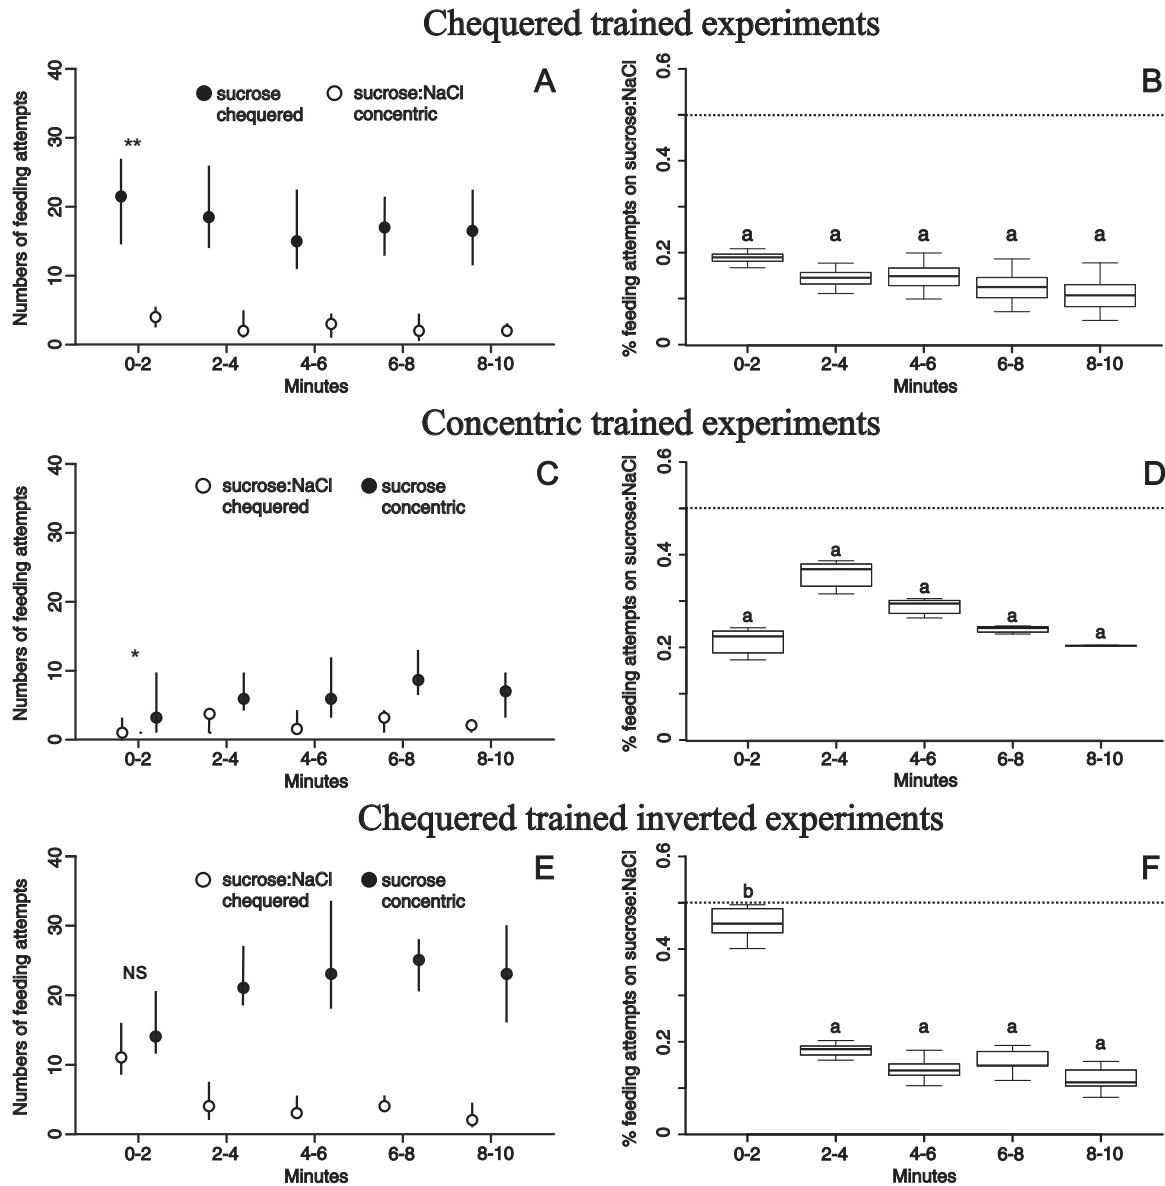 Chequered trained experiments
A
Numbers of feeding attempts
40
30
20
10
0
sucrose
chequered
sucrose:NaCl
concentric
**
0-2
2-4
4-6
6-8
8-10
Minutes
B
% feeding attempts on sucrose:NaCl
0.6
0.4
0.2
0
a
a
a
a
a
0-2
2-4
4-6
6-8
8-10
Minutes
Concentric trained experiments
C
Numbers of feeding attempts
40
30
20
10
0
sucrose:NaCl
chequered
sucrose
concentric
*
0-2
2-4
4-6
6-8
8-10
Minutes
D
% feeding attempts on sucrose:NaCl
0.6
0.4
0.2
0
a
a
a
a
a
0-2
2-4
4-6
6-8
8-10
Minutes
Chequered trained inverted experiments
E
Numbers of feeding attempts
40
30
20
10
0
sucrose:NaCl
chequered
sucrose
concentric
NS
0-2
2-4
4-6
6-8
8-10
Minutes
F
% feeding attempts on sucrose:NaCl
0.6
0.4
0.2
0
b
a
a
a
a
0-2
2-4
4-6
6-8
8-10
Minutes